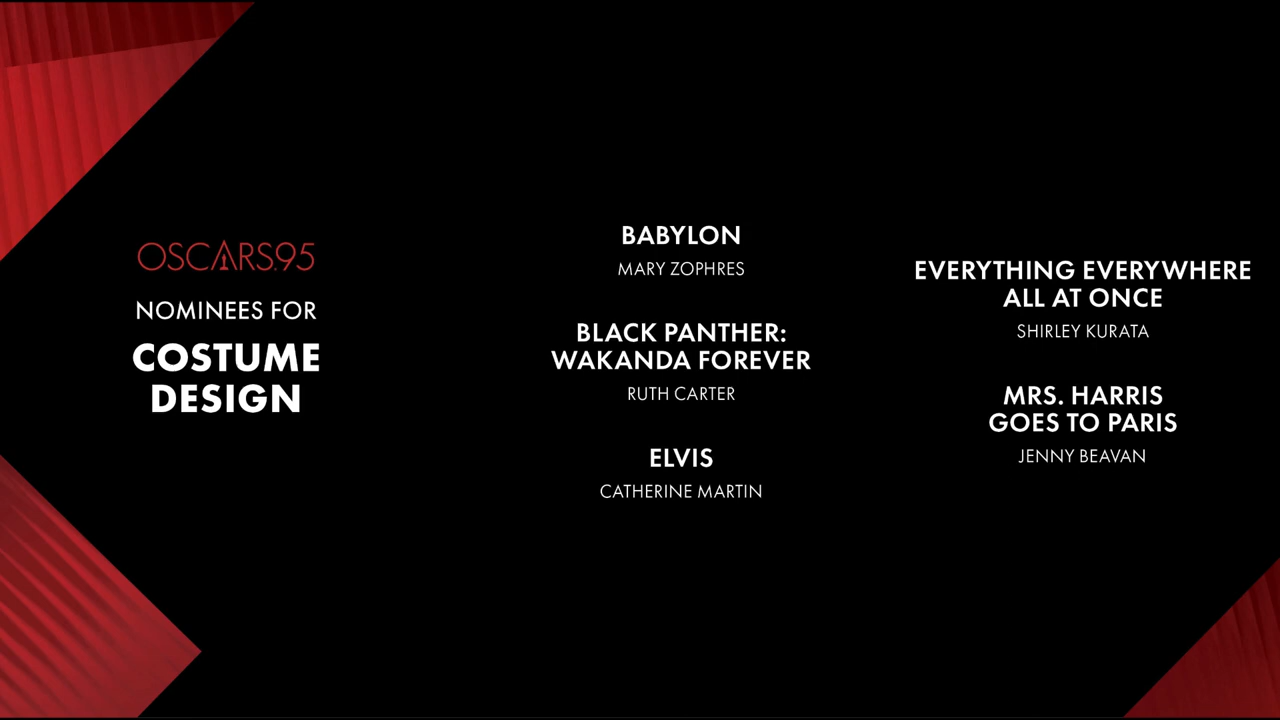 OSCARS.95
NOMINEES FOR
COSTUME
DESIGN
BABYLON
MARY ZOPHRES
BLACK PANTHER:
WAKANDA FOREVER
RUTH CARTER
ELVIS
CATHERINE MARTIN
EVERYTHING EVERYWHERE
ALL AT ONCE
SHIRLEY KURATA
MRS. HARRIS
GOES TO PARIS
JENNY BEAVAN